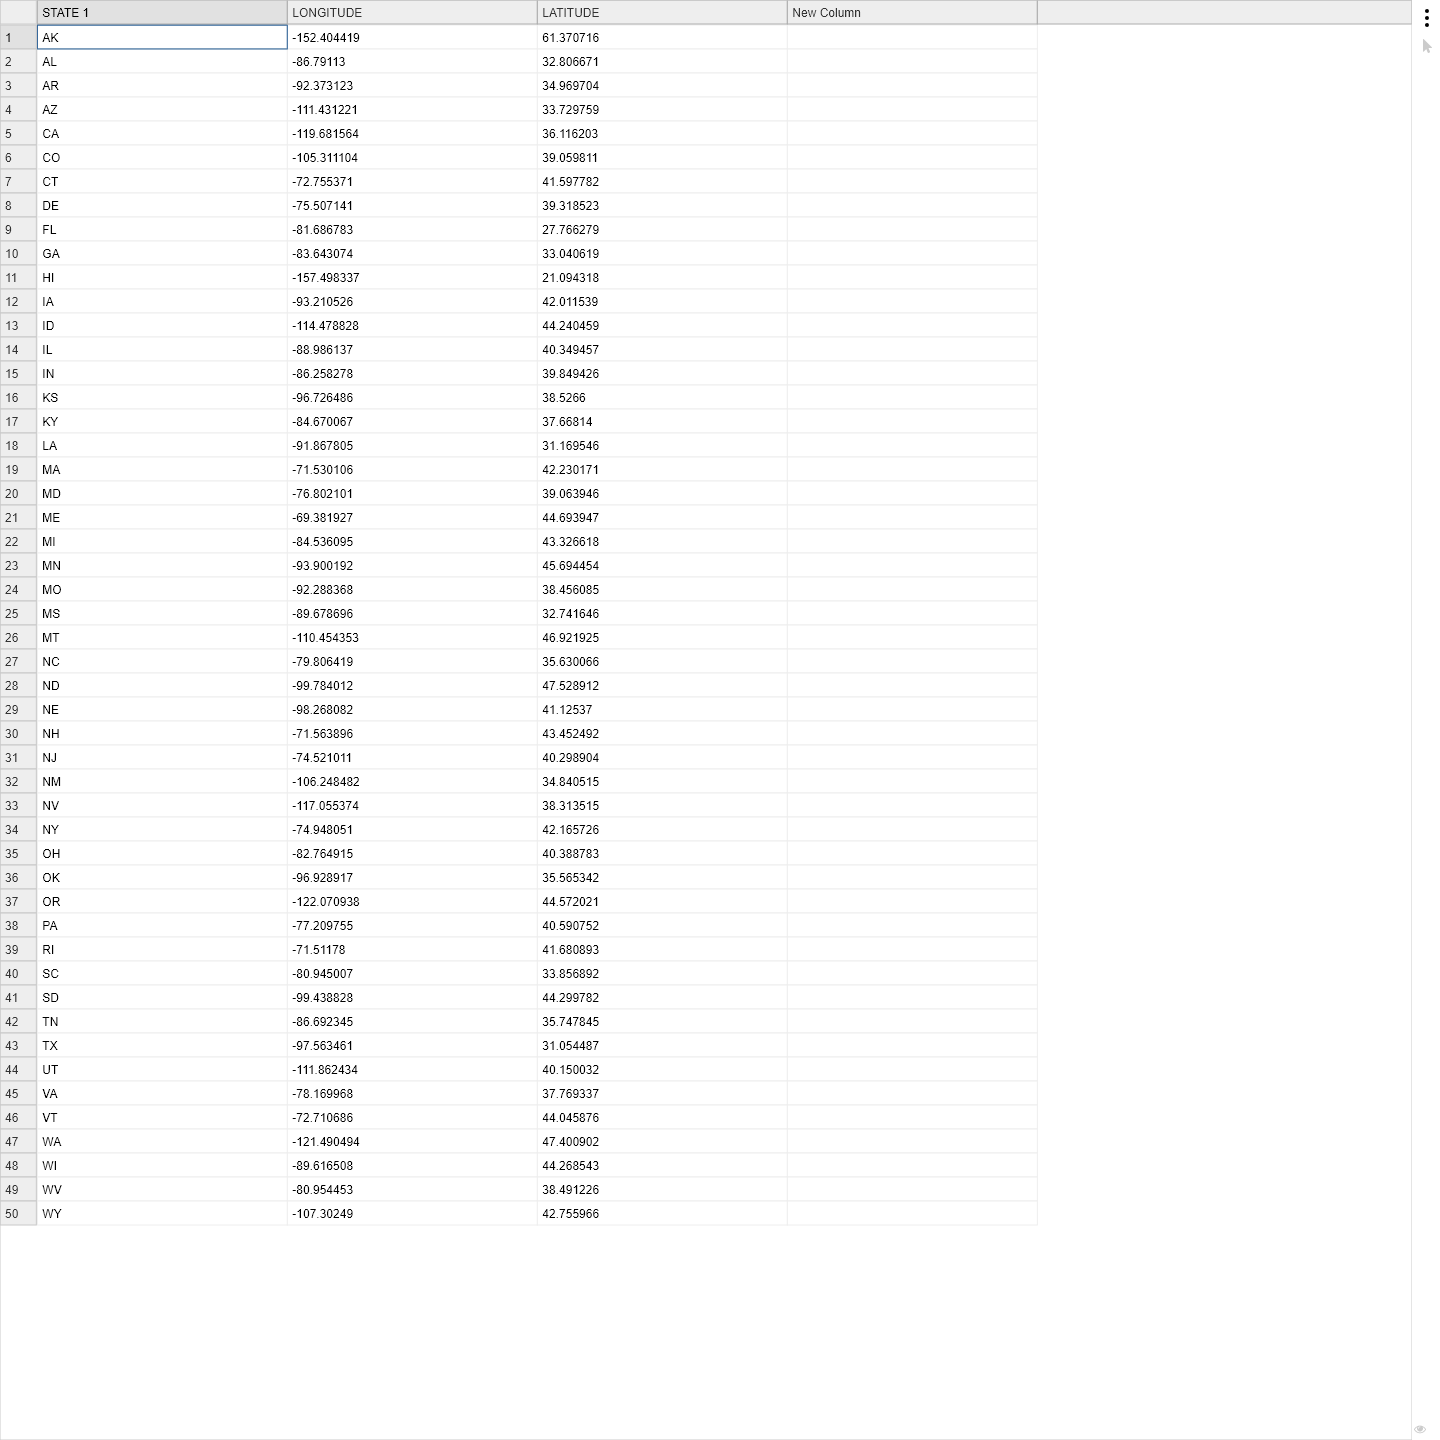 STATE 1 LONGITUDE LATITUDE New Column
1 AK -152.404419 61.370716
2 AL -86.79113 32.806671
3 AR -92.373123 34.969704
4 AZ -111.431221 33.729759
5 CA -119.681564 36.116203
6 CO -105.311104 39.059811
7 CT -72.755371 41.597782
8 DE -75.507141 39.318523
9 FL -81.686783 27.766279
10 GA -83.643074 33.040619
11 HI -157.498337 21.094318
12 IA -93.210526 42.011539
13 ID -114.478828 44.240459
14 IL -88.986137 40.349457
15 IN -86.258278 39.849426
16 KS -96.726486 38.5266
17 KY -84.670067 37.66814
18 LA -91.867805 31.169546
19 MA -71.530106 42.230171
20 MD -76.802101 39.063946
21 ME -69.381927 44.693947
22 MI -84.536095 43.326618
23 MN -93.900192 45.694454
24 MO -92.288368 38.456085
25 MS -89.678696 32.741646
26 MT -110.454353 46.921925
27 NC -79.806419 35.630066
28 ND -99.784012 47.528912
29 NE -98.268082 41.12537
30 NH -71.563896 43.452492
31 NJ -74.521011 40.298904
32 NM -106.248482 34.840515
33 NV -117.055374 38.313515
34 NY -74.948051 42.165726
35 OH -82.764915 40.388783
36 OK -96.928917 35.565342
37 OR -122.070938 44.572021
38 PA -77.209755 40.590752
39 RI -71.51178 41.680893
40 SC -80.945007 33.856892
41 SD -99.438828 44.299782
42 TN -86.692345 35.747845
43 TX -97.563461 31.054487
44 UT -111.862434 40.150032
45 VA -78.169968 37.769337
46 VT -72.710686 44.045876
47 WA -121.490494 47.400902
48 WI -89.616508 44.268543
49 WV -80.954453 38.491226
50 WY -107.30249 42.755966